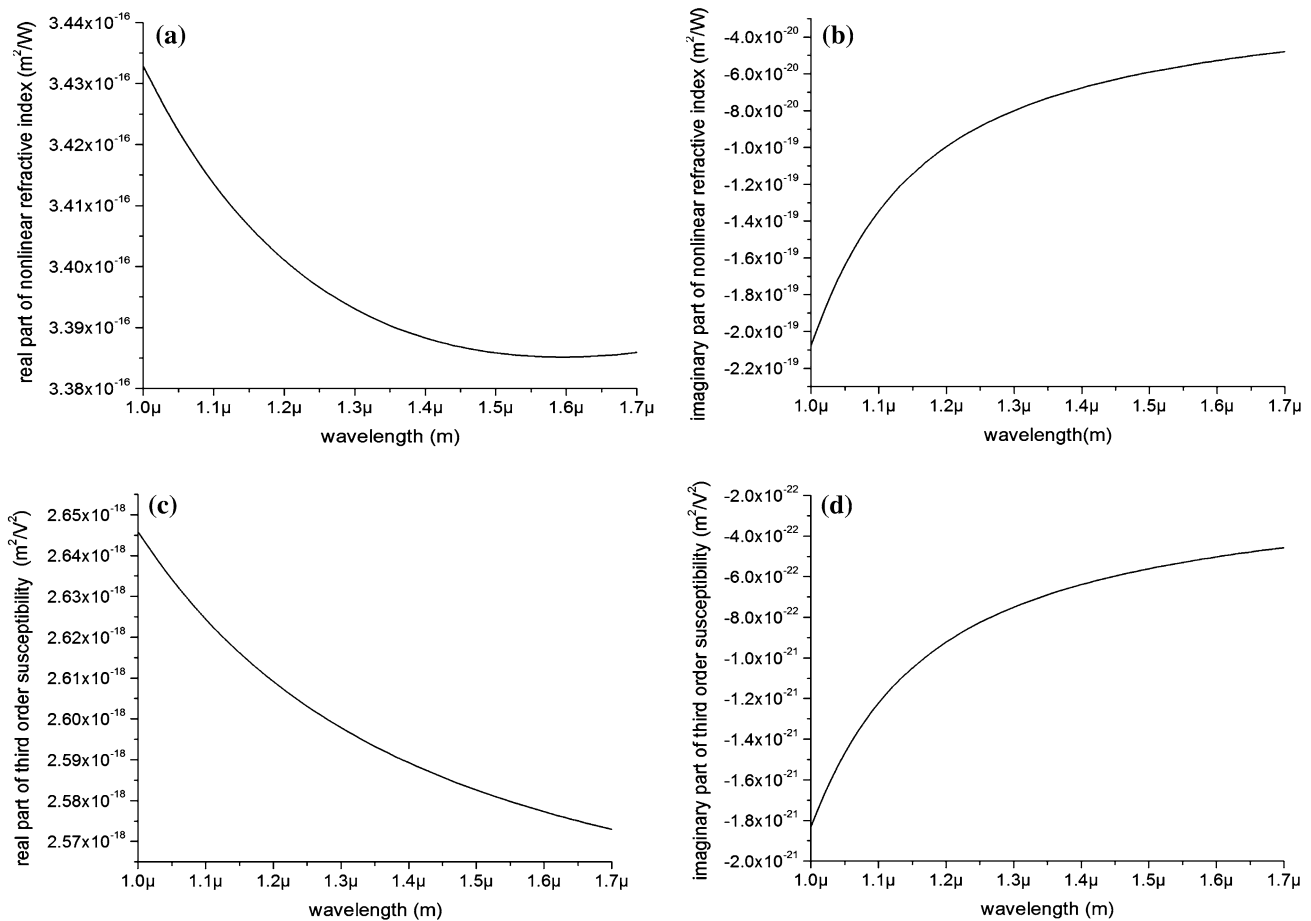 (a)
real part of nonlinear refractive index (m²/W)
3.44x10⁻¹⁶
3.43x10⁻¹⁶
3.42x10⁻¹⁶
3.41x10⁻¹⁶
3.40x10⁻¹⁶
3.39x10⁻¹⁶
3.38x10⁻¹⁶
1.0µ 1.1µ 1.2µ 1.3µ 1.4µ 1.5µ 1.6µ 1.7µ
wavelength (m)
(b)
imaginary part of nonlinear refractive index (m²/W)
-4.0x10⁻²⁰
-6.0x10⁻²⁰
-8.0x10⁻²⁰
-1.0x10⁻¹⁹
-1.2x10⁻¹⁹
-1.4x10⁻¹⁹
-1.6x10⁻¹⁹
-1.8x10⁻¹⁹
-2.0x10⁻¹⁹
-2.2x10⁻¹⁹
1.0µ 1.1µ 1.2µ 1.3µ 1.4µ 1.5µ 1.6µ 1.7µ
wavelength(m)
(c)
real part of third order susceptibility (m²/V²)
2.65x10⁻¹⁸
2.64x10⁻¹⁸
2.63x10⁻¹⁸
2.62x10⁻¹⁸
2.61x10⁻¹⁸
2.60x10⁻¹⁸
2.59x10⁻¹⁸
2.58x10⁻¹⁸
2.57x10⁻¹⁸
1.0µ 1.1µ 1.2µ 1.3µ 1.4µ 1.5µ 1.6µ 1.7µ
wavelength (m)
(d)
imaginary part of third order susceptibility (m²/V²)
-2.0x10⁻²²
-4.0x10⁻²²
-6.0x10⁻²²
-8.0x10⁻²²
-1.0x10⁻²¹
-1.2x10⁻²¹
-1.4x10⁻²¹
-1.6x10⁻²¹
-1.8x10⁻²¹
-2.0x10⁻²¹
1.0µ 1.1µ 1.2µ 1.3µ 1.4µ 1.5µ 1.6µ 1.7µ
wavelength (m)